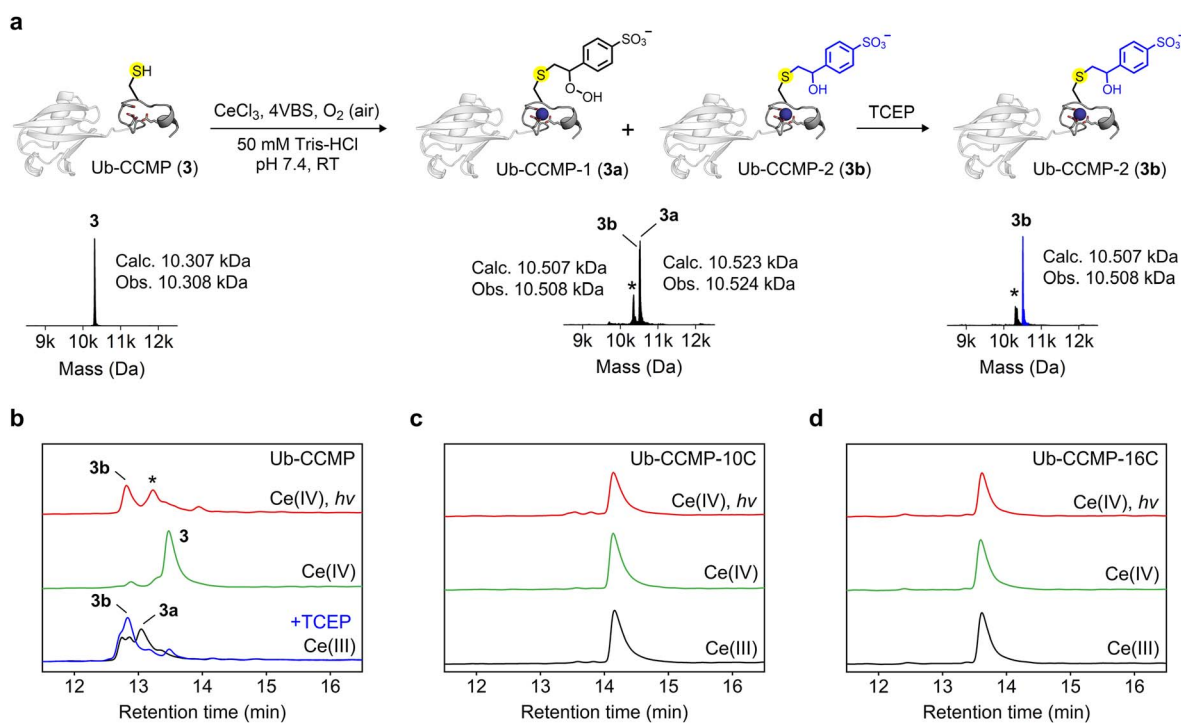 a
SH
Ub-CCMP (3)
CeCl3, 4VBS, O2 (air)
50 mM Tris-HCl
pH 7.4, RT
SO3−
S
O
OH
Ub-CCMP-1 (3a)
+
SO3−
S
OH
Ub-CCMP-2 (3b)
TCEP
SO3−
S
OH
Ub-CCMP-2 (3b)
3
Calc. 10.307 kDa
Obs. 10.308 kDa
9k 10k 11k 12k
Mass (Da)
3b
3a
Calc. 10.507 kDa
Obs. 10.508 kDa
*
Calc. 10.523 kDa
Obs. 10.524 kDa
9k 10k 11k 12k
Mass (Da)
3b
*
Calc. 10.507 kDa
Obs. 10.508 kDa
9k 10k 11k 12k
Mass (Da)
b
Ub-CCMP
3b
*
Ce(IV), hv
3
Ce(IV)
3b
3a
+TCEP
Ce(III)
12 13 14 15 16
Retention time (min)
c
Ub-CCMP-10C
Ce(IV), hv
Ce(IV)
Ce(III)
12 13 14 15 16
Retention time (min)
d
Ub-CCMP-16C
Ce(IV), hv
Ce(IV)
Ce(III)
12 13 14 15 16
Retention time (min)